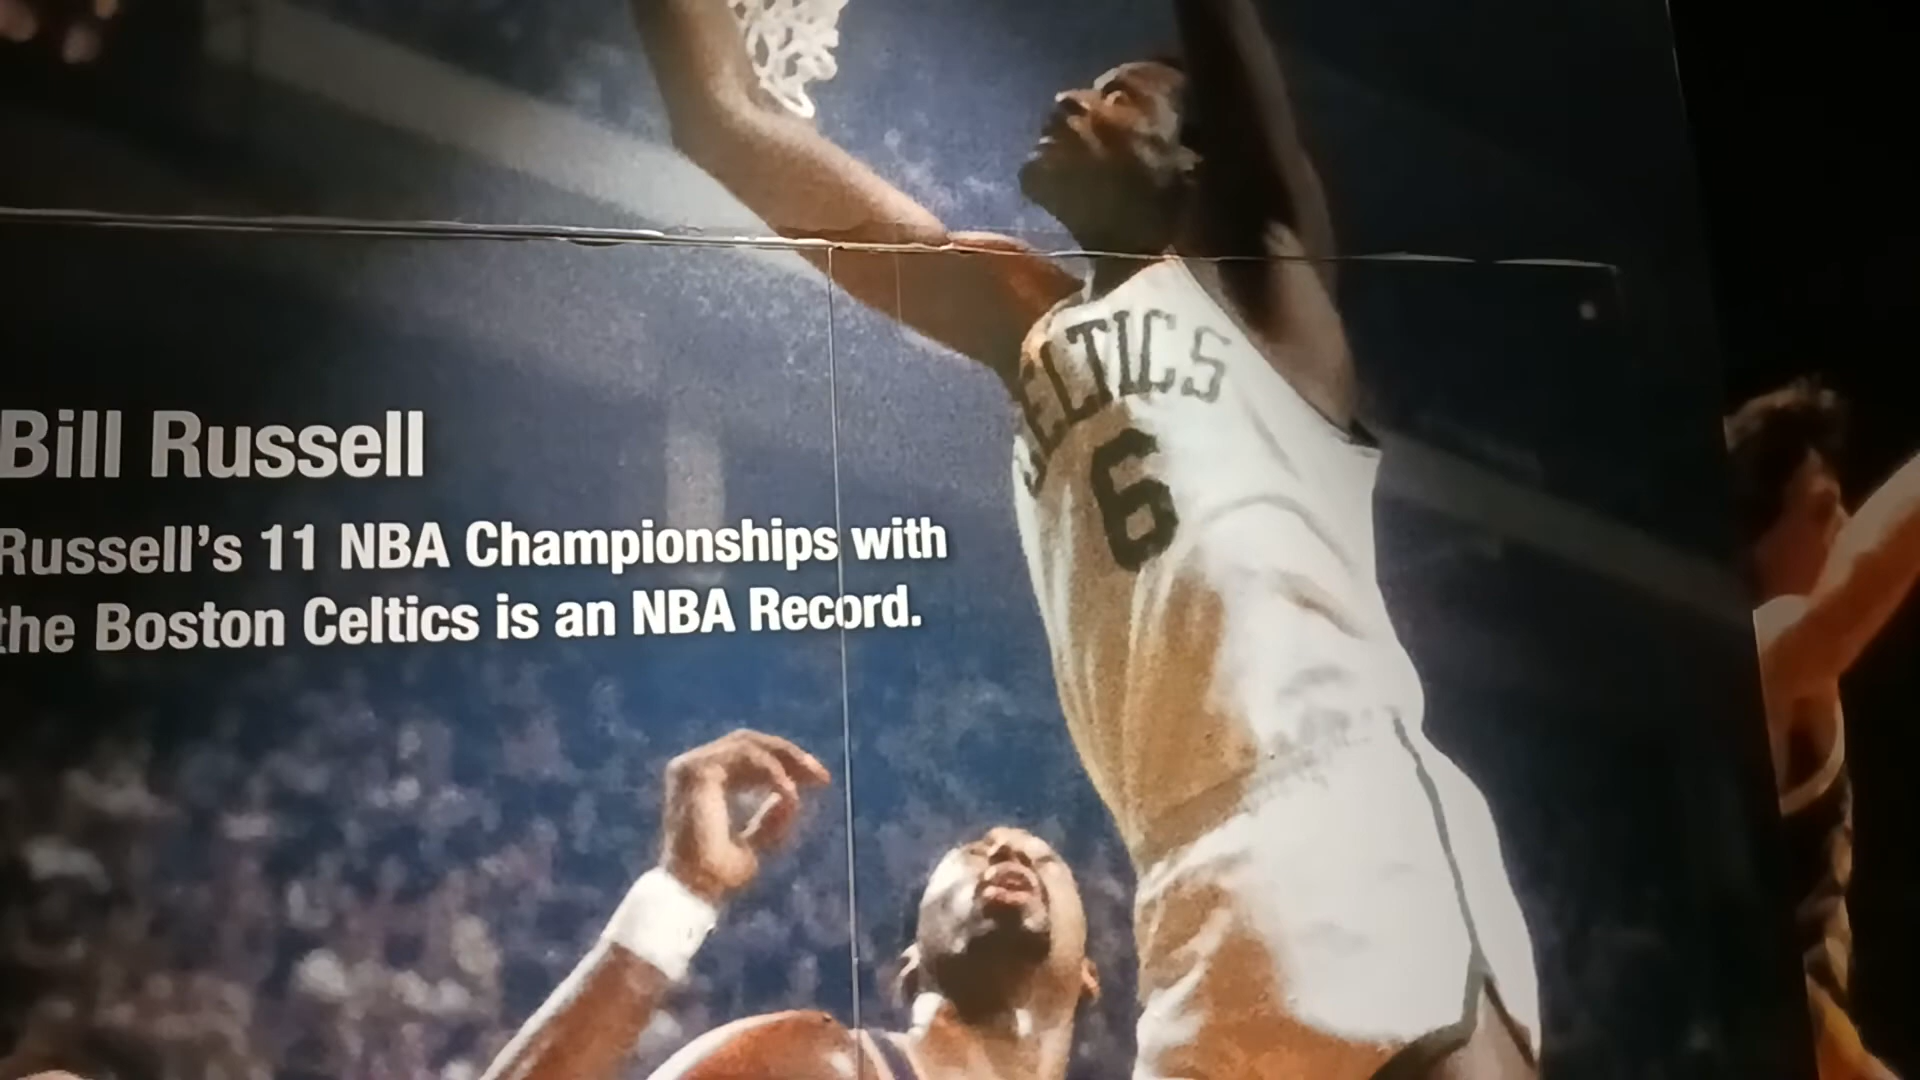 Bill Russell
Russell's 11 NBA Championships with
the Boston Celtics is an NBA Record.
CELTICS
6